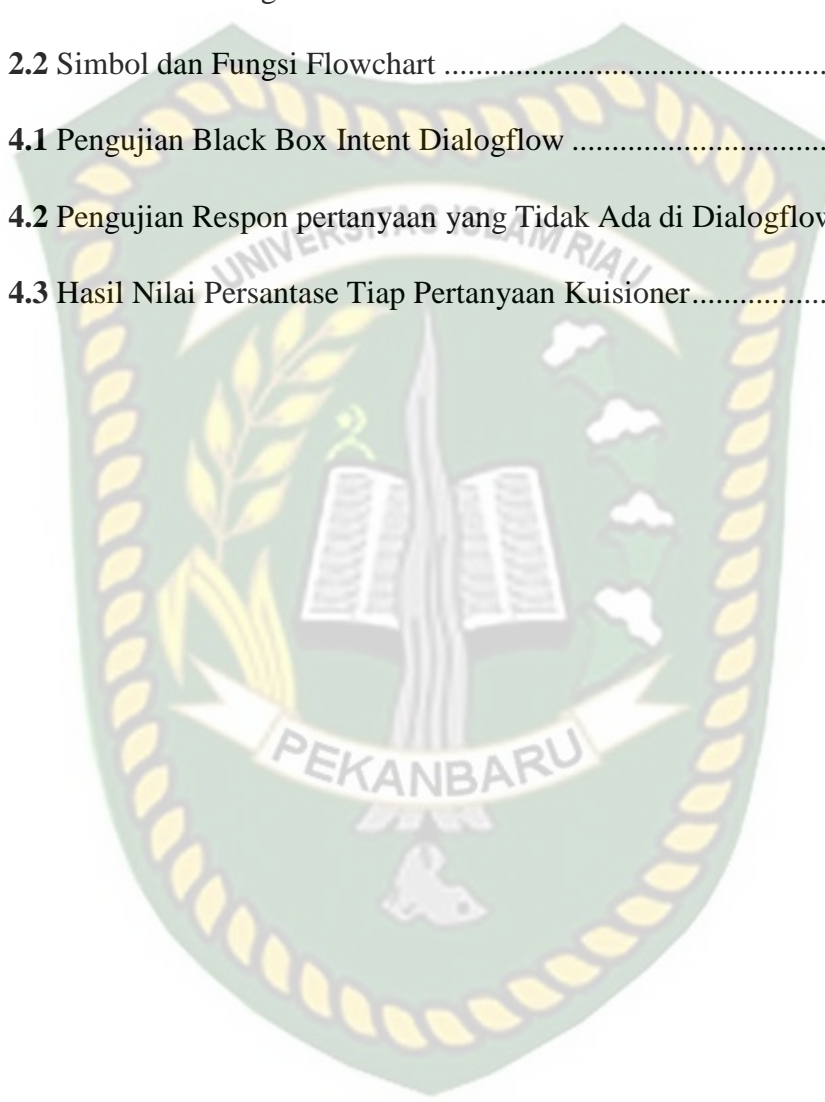 2.2 Simbol dan Fungsi Flowchart ................................................
4.1 Pengujian Black Box Intent Dialogflow ................................
4.2 Pengujian Respon pertanyaan yang Tidak Ada di Dialogflow
UNIVERSITAS ISLAM RIAU
4.3 Hasil Nilai Persantase Tiap Pertanyaan Kuisioner.................
PEKANBARU